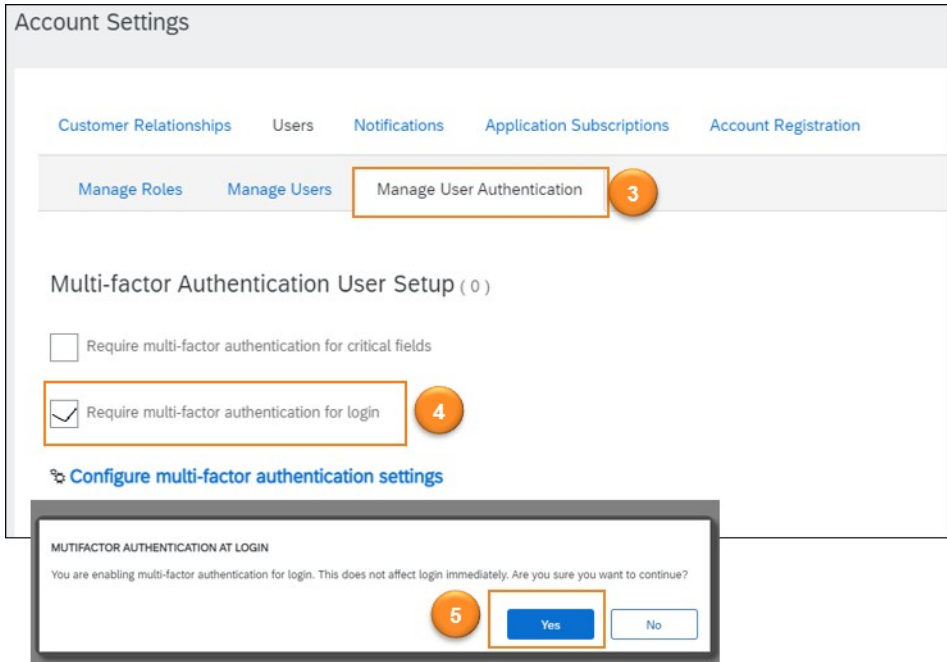 Account Settings
Customer Relationships Users Notifications Application Subscriptions Account Registration
Manage Roles Manage Users Manage User Authentication 3
Multi-factor Authentication User Setup ( 0 )
Require multi-factor authentication for critical fields
Require multi-factor authentication for login 4
Configure multi-factor authentication settings
MUTIFACTOR AUTHENTICATION AT LOGIN
You are enabling multi-factor authentication for login. This does not affect login immediately. Are you sure you want to continue?
5 Yes No